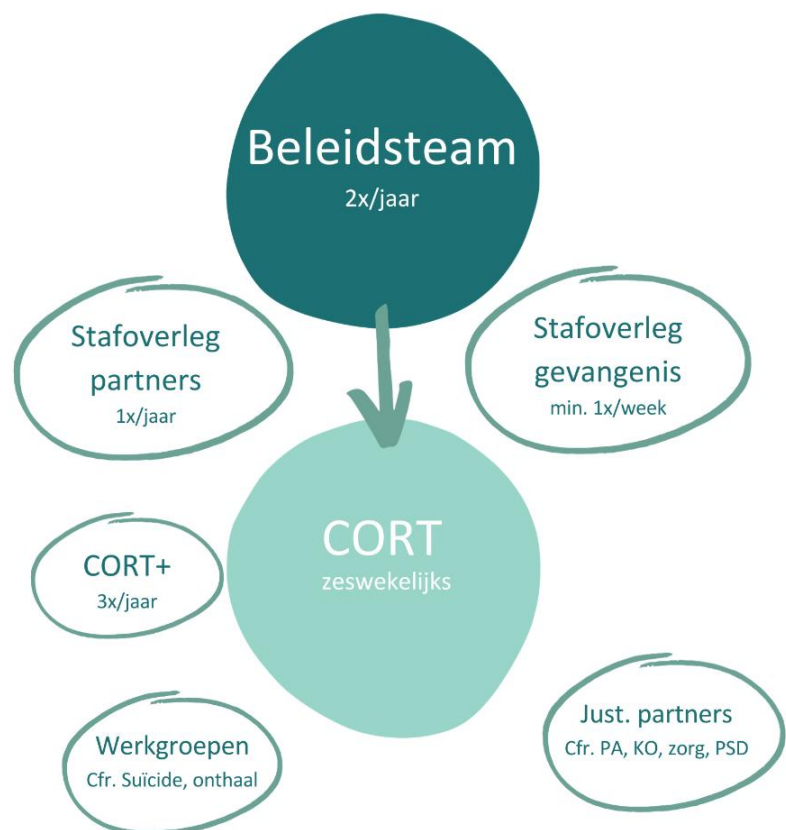 Beleidsteam
2x/jaar
Stafoverleg
partners
1x/jaar
Stafoverleg
gevangenis
min. 1x/week
CORT
zeswekelijks
CORT+
3x/jaar
Werkgroepen
Cfr. Suïcide, onthaal
Just. partners
Cfr. PA, KO, zorg, PSD